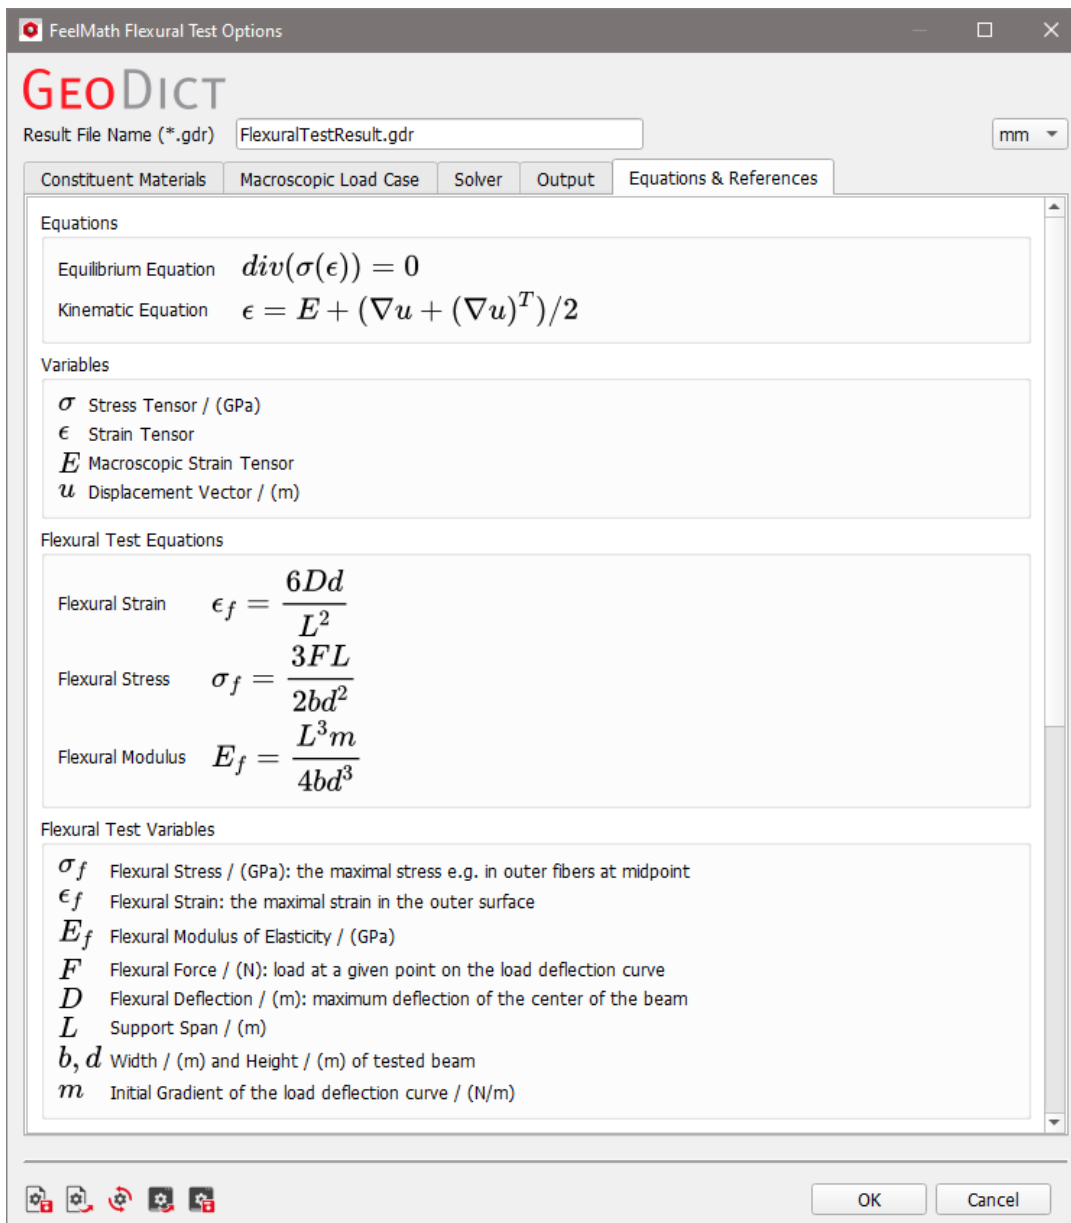 FeelMath Flexural Test Options
GEODICT
Result File Name (*.gdr) FlexuralTestResult.gdr mm
Constituent Materials Macroscopic Load Case Solver Output Equations & References
Equations
Equilibrium Equation div(σ(ϵ)) = 0
Kinematic Equation ϵ = E + (∇u + (∇u)^T)/2
Variables
σ Stress Tensor / (GPa)
ϵ Strain Tensor
E Macroscopic Strain Tensor
u Displacement Vector / (m)
Flexural Test Equations
Flexural Strain ϵ_f = 6Dd / L^2
Flexural Stress σ_f = 3FL / 2bd^2
Flexural Modulus E_f = L^3m / 4bd^3
Flexural Test Variables
σ_f Flexural Stress / (GPa): the maximal stress e.g. in outer fibers at midpoint
ϵ_f Flexural Strain: the maximal strain in the outer surface
E_f Flexural Modulus of Elasticity / (GPa)
F Flexural Force / (N): load at a given point on the load deflection curve
D Flexural Deflection / (m): maximum deflection of the center of the beam
L Support Span / (m)
b, d Width / (m) and Height / (m) of tested beam
m Initial Gradient of the load deflection curve / (N/m)
OK Cancel